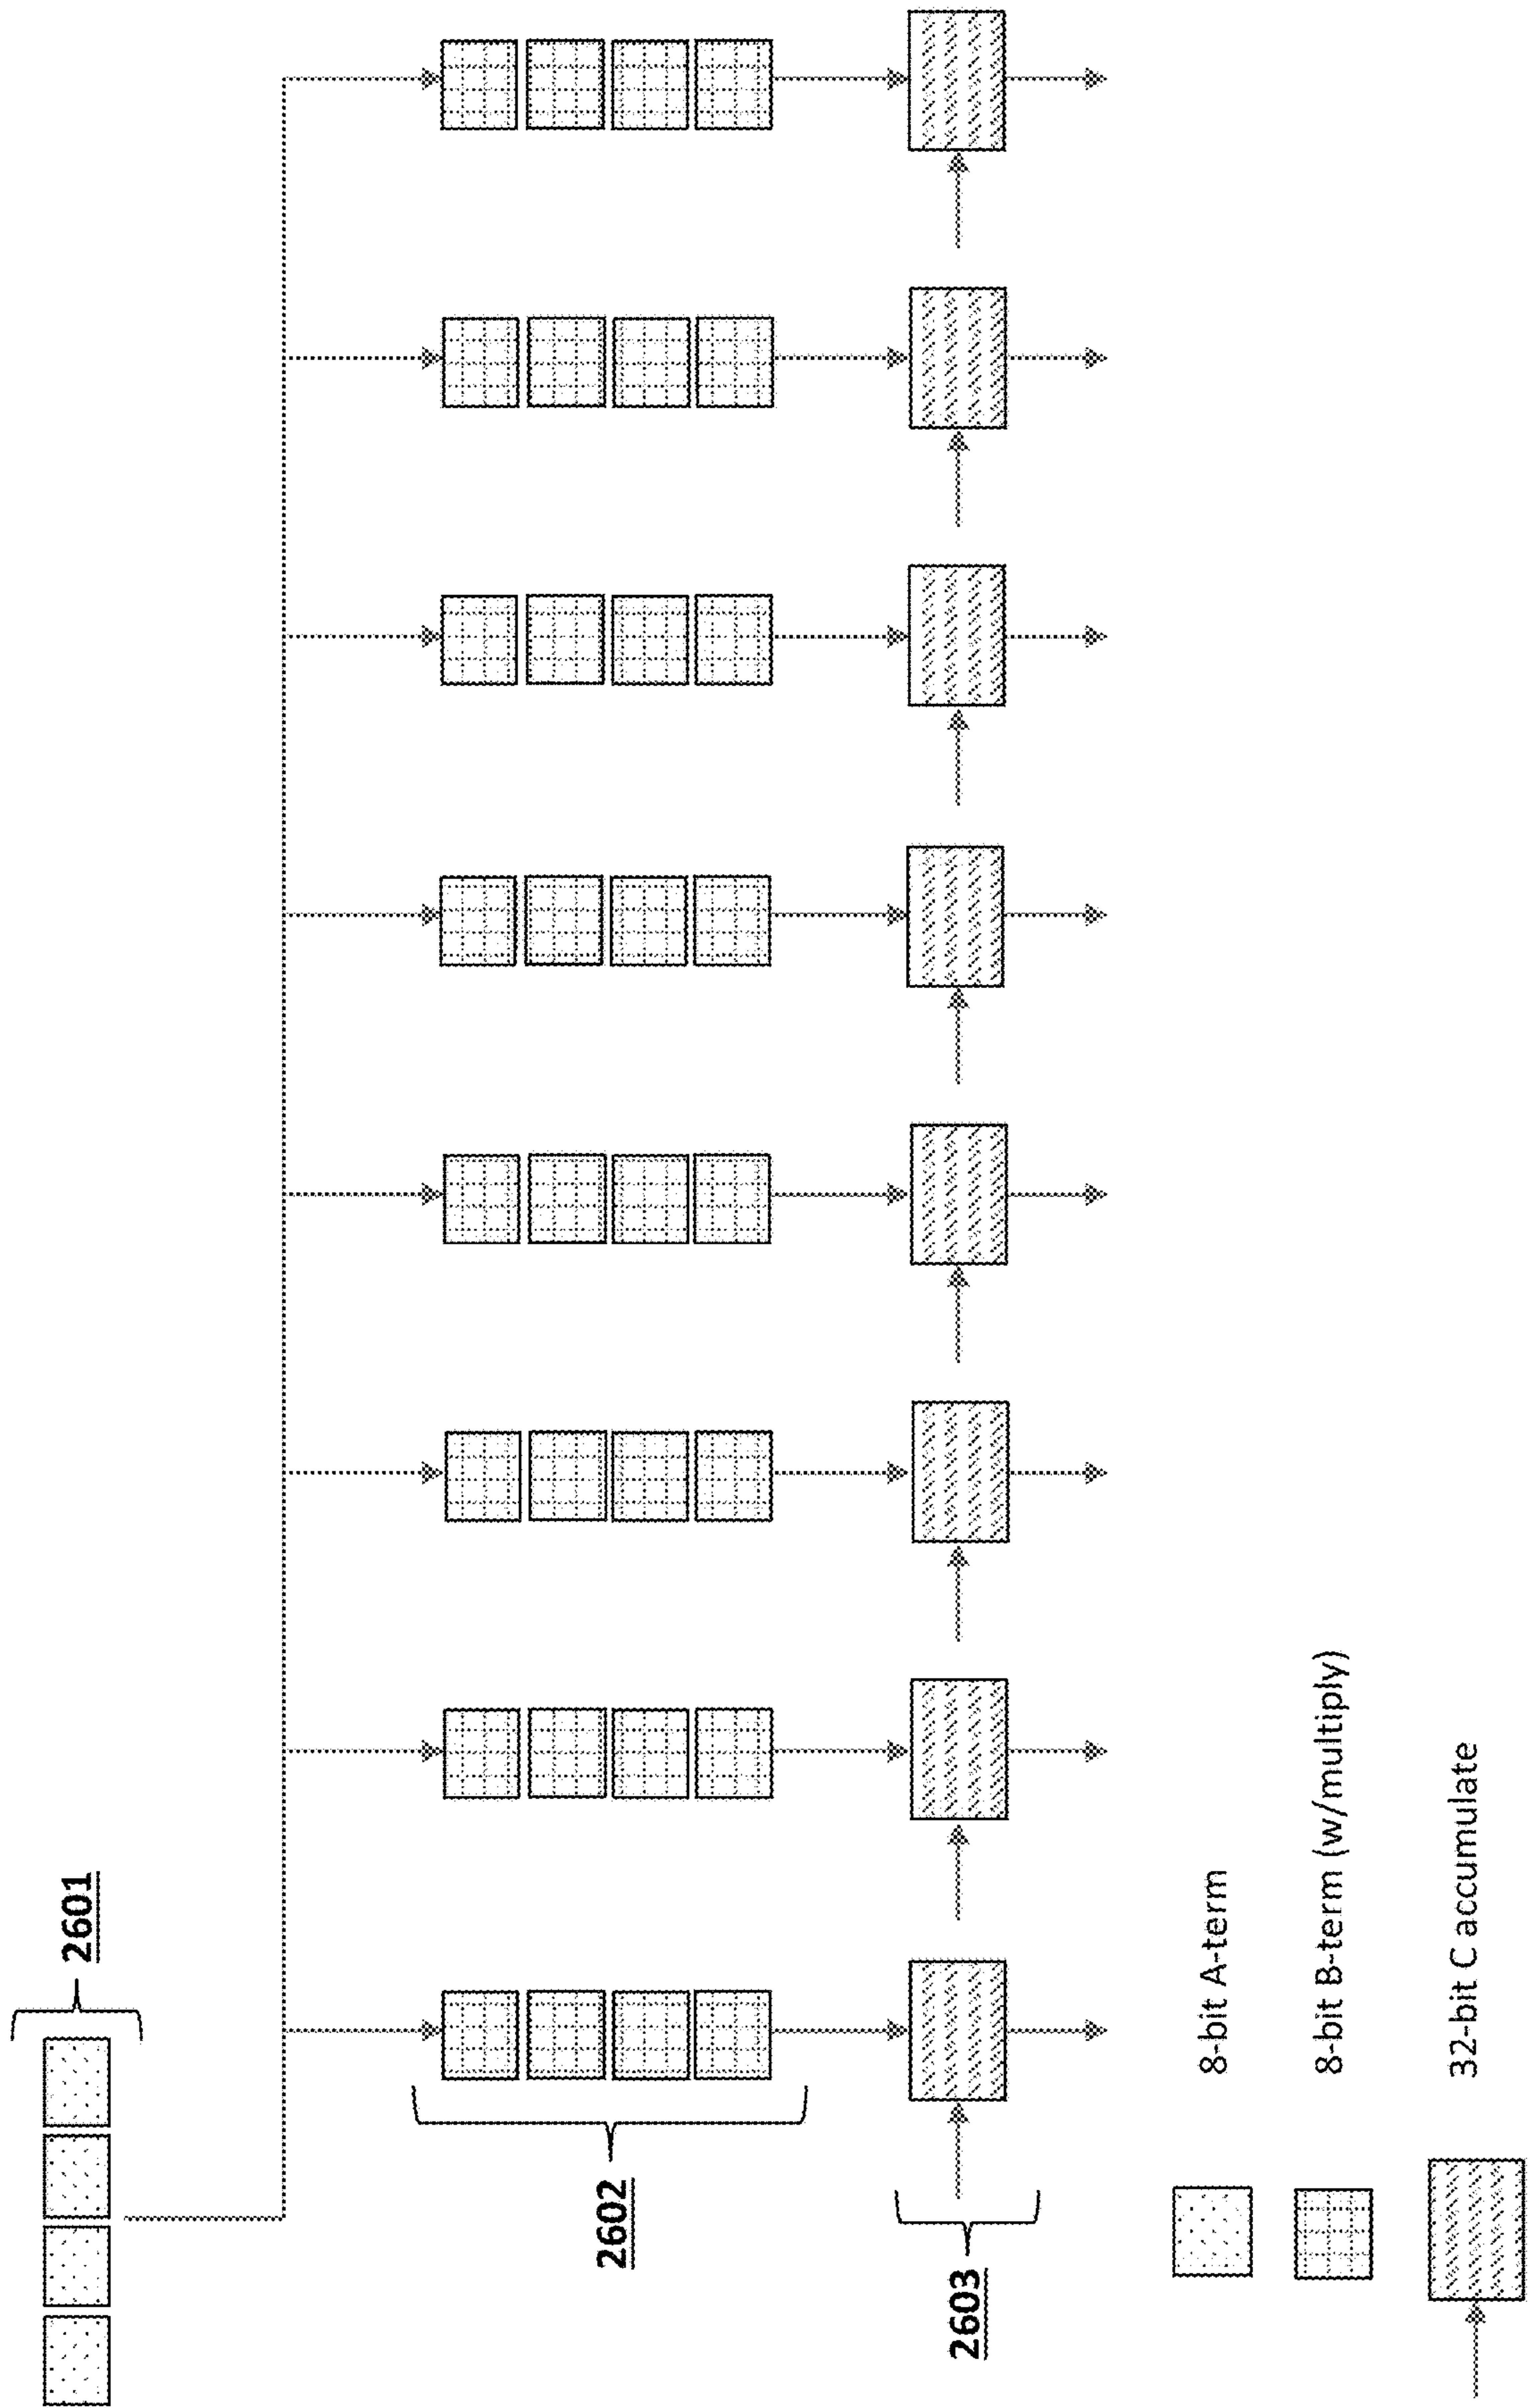 2601
2602
2603
8-bit A-term
8-bit B-term (w/multiply)
32-bit C accumulate